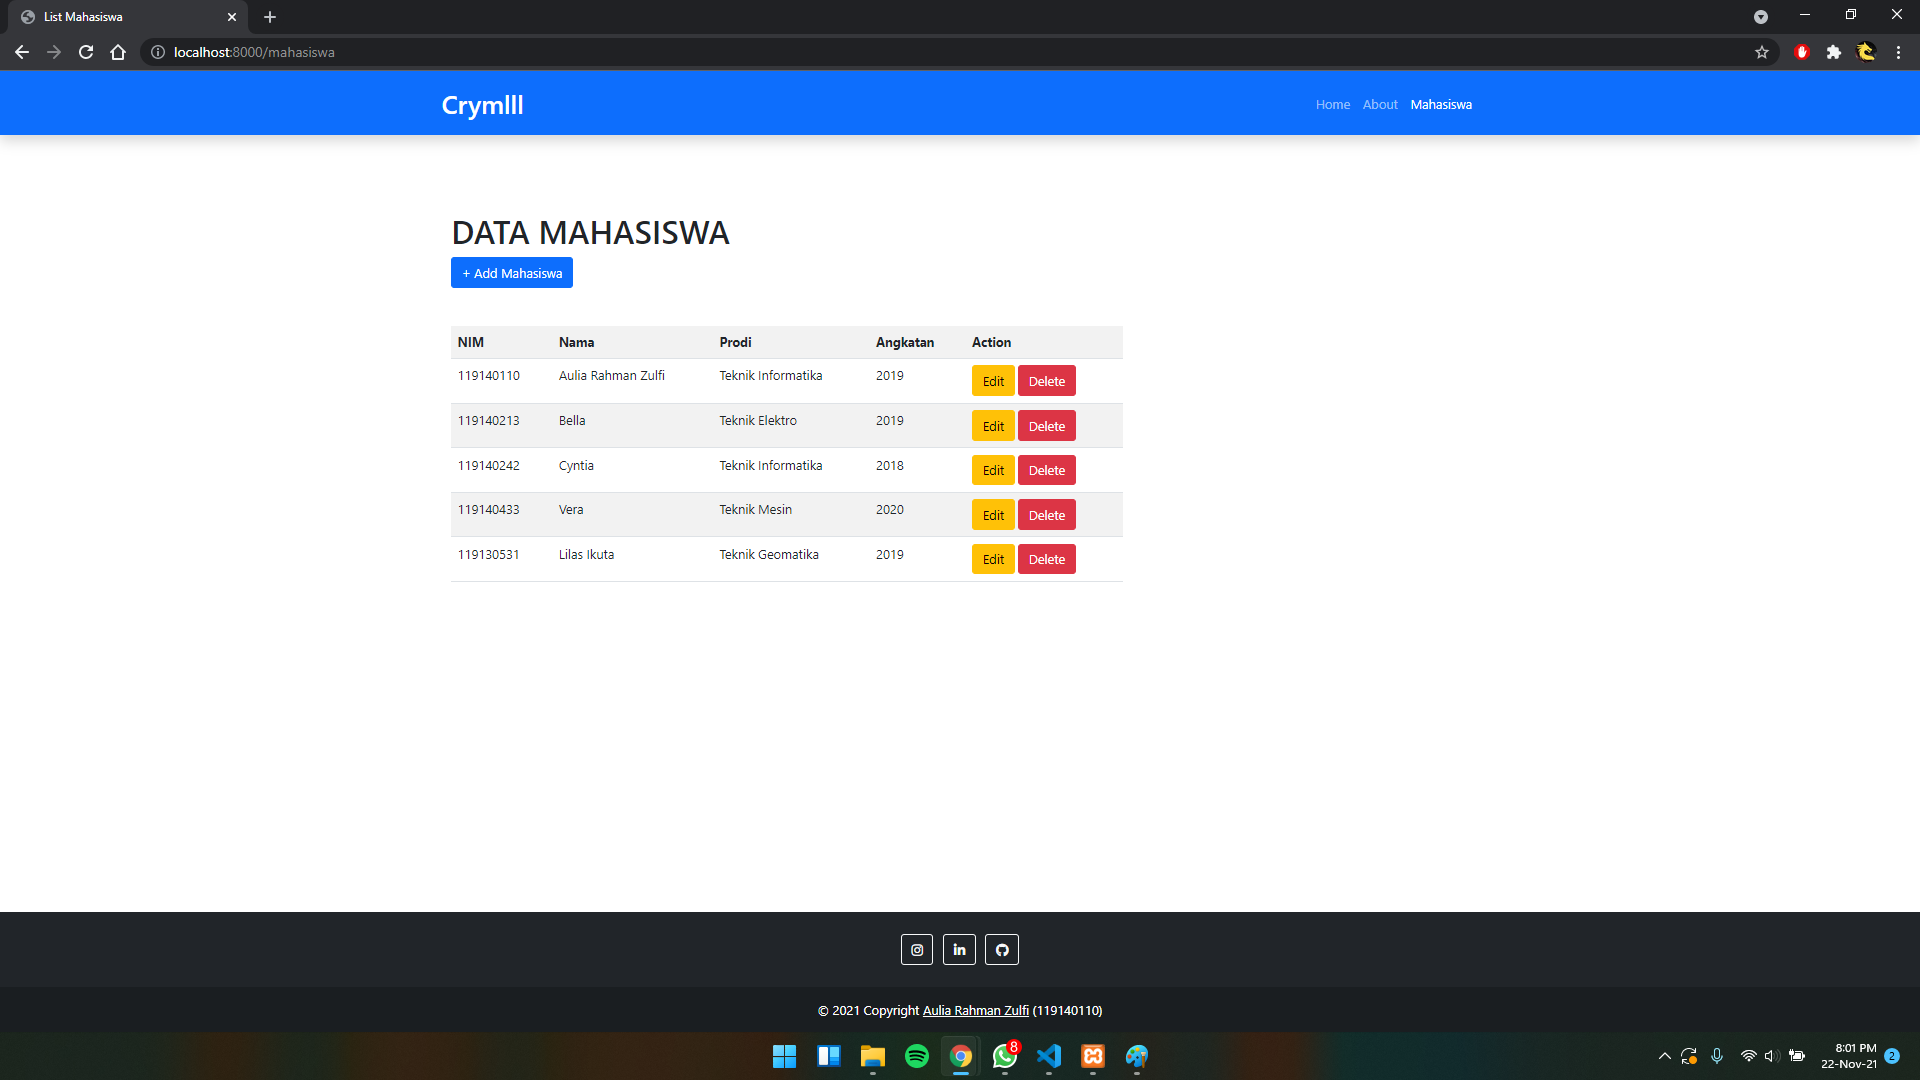 List Mahasiswa
localhost:8000/mahasiswa
Crymlll
Home About Mahasiswa
DATA MAHASISWA
+ Add Mahasiswa
NIM Nama Prodi Angkatan Action
119140110 Aulia Rahman Zulfi Teknik Informatika 2019 Edit Delete
119140213 Bella Teknik Elektro 2019 Edit Delete
119140242 Cyntia Teknik Informatika 2018 Edit Delete
119140433 Vera Teknik Mesin 2020 Edit Delete
119130531 Lilas Ikuta Teknik Geomatika 2019 Edit Delete
© 2021 Copyright Aulia Rahman Zulfi (119140110)
8
8:01 PM
22-Nov-21
2